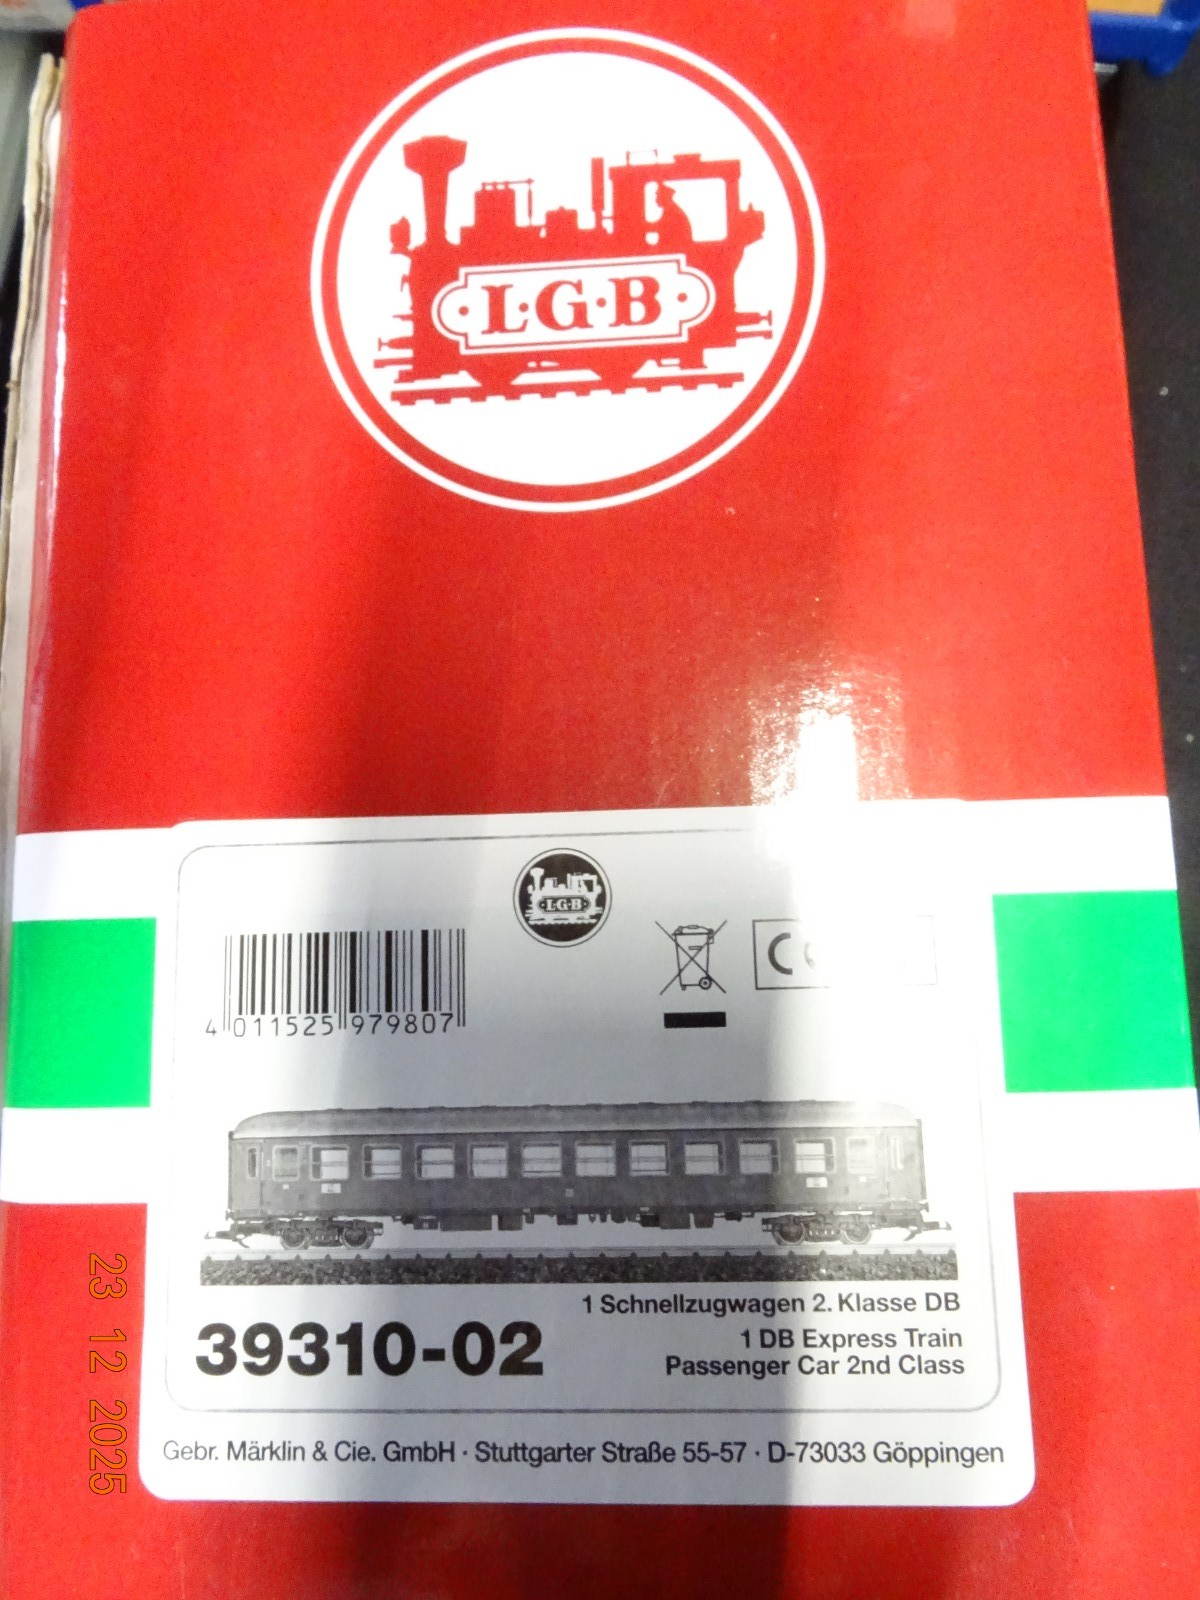 L·G·B
L·G·B
4 011525 979807
1 Schnellzugwagen 2. Klasse DB
39310-02
1 DB Express Train
Passenger Car 2nd Class
Gebr. Märklin & Cie. GmbH · Stuttgarter Straße 55-57 · D-73033 Göppingen
23 12 2025